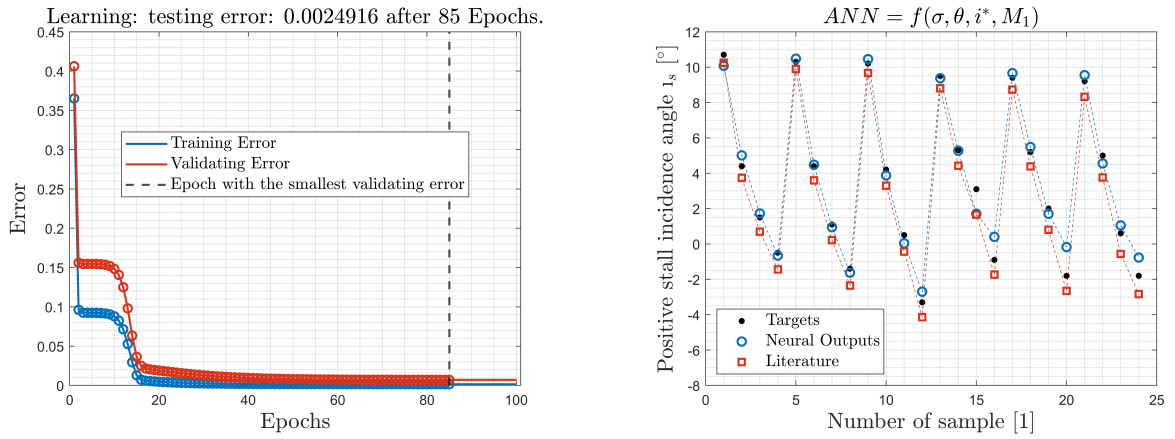 Learning: testing error: 0.0024916 after 85 Epochs.
0.45
0.4
0.35
0.3
0.25
0.2
0.15
0.1
0.05
0
Error
Training Error
Validating Error
Epoch with the smallest validating error
0 20 40 60 80 100
Epochs
ANN = f(σ, θ, i*, M₁)
12
10
8
6
4
2
0
-2
-4
-6
-8
Positive stall incidence angle ıₛ [°]
Targets
Neural Outputs
Literature
0 5 10 15 20 25
Number of sample [1]